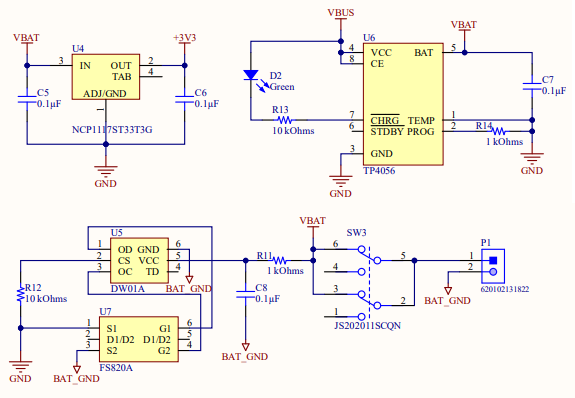 VBAT
U4
+3V3
3
IN
OUT
2
TAB
4
ADJ/GND
1
C5
0.1µF
C6
0.1µF
NCP1117ST33T3G
GND
VBUS
U6
VBAT
4
VCC
BAT
5
8
CE
D2
Green
C7
0.1µF
R13
10 kOhms
7
CHRG
TEMP
1
6
STDBY
PROG
2
R14
1 kOhms
3
GND
TP4056
GND
GND
U5
1
OD
GND
6
2
CS
VCC
5
3
OC
TD
4
DW01A
BAT_GND
R12
10 kOhms
U7
1
S1
G1
6
2
D1/D2
D1/D2
5
3
S2
G2
4
FS820A
GND
BAT_GND
R11
1 kOhms
C8
0.1µF
BAT_GND
VBAT
SW3
6
5
4
3
2
1
JS202011SCQN
P1
1
2
BAT_GND
620102131822